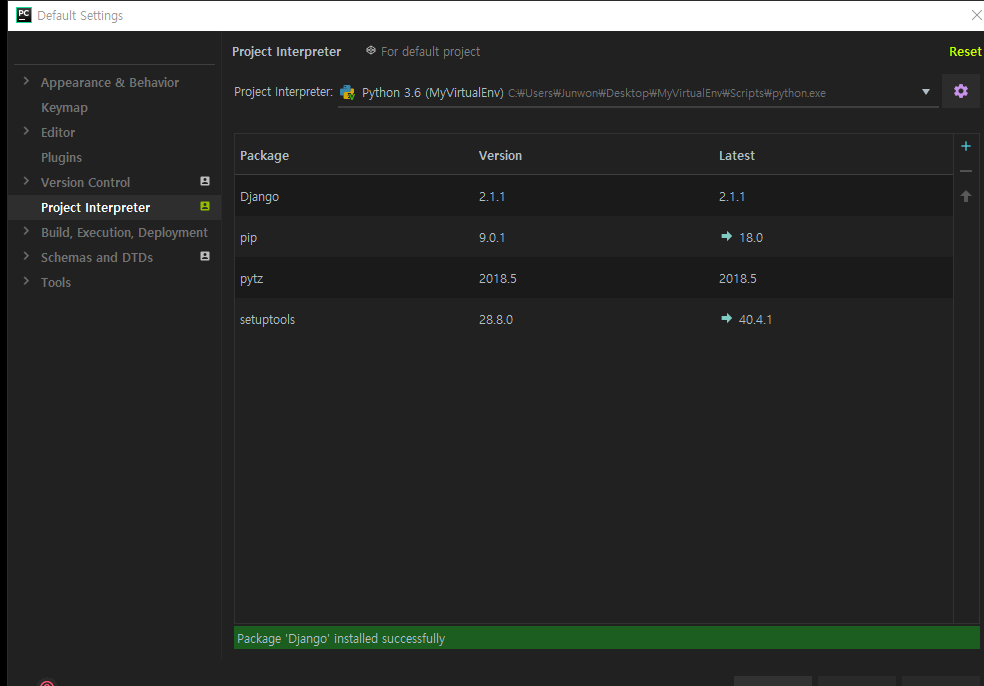 PC Default Settings
Project Interpreter For default project Reset
Project Interpreter: Python 3.6 (MyVirtualEnv) C:₩Users₩Junwon₩Desktop₩MyVirtualEnv₩Scripts₩python.exe
Appearance & Behavior
Keymap
Editor
Plugins
Version Control
Project Interpreter
Build, Execution, Deployment
Schemas and DTDs
Tools
Package Version Latest
Django 2.1.1 2.1.1
pip 9.0.1 18.0
pytz 2018.5 2018.5
setuptools 28.8.0 40.4.1
Package 'Django' installed successfully